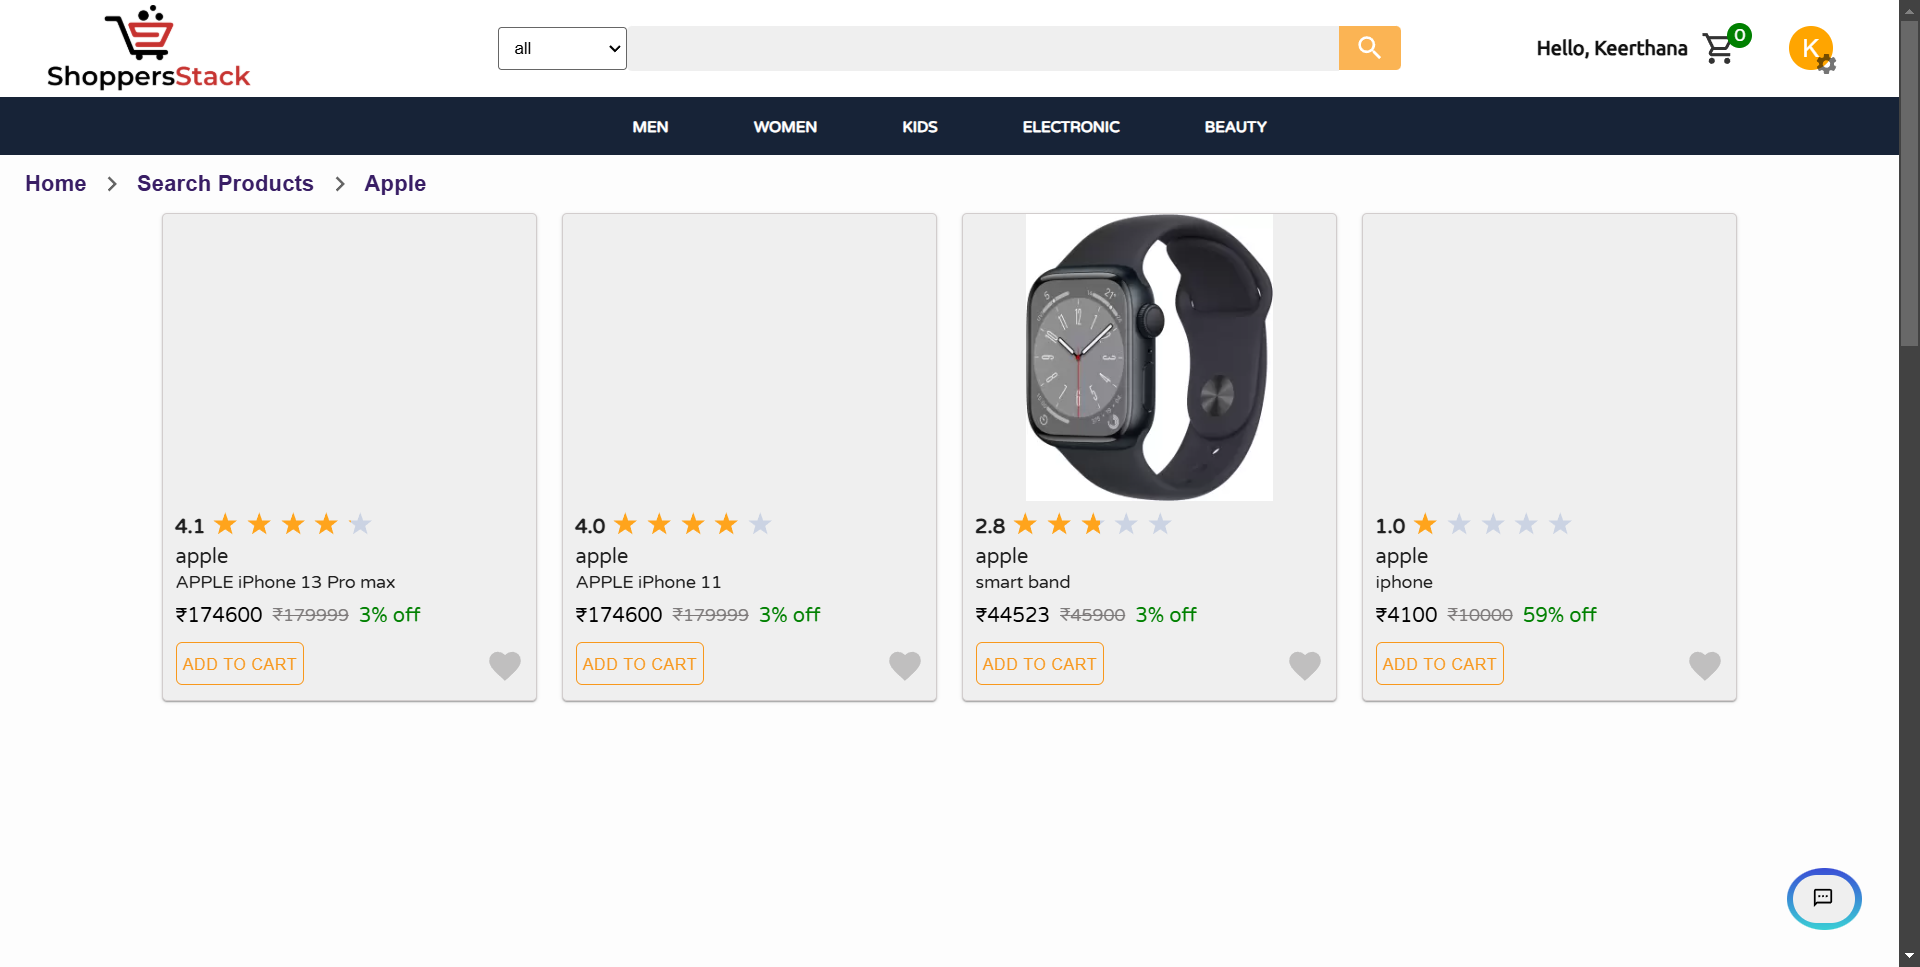 ShoppersStack
all
Hello, Keerthana
0
K
MEN WOMEN KIDS ELECTRONIC BEAUTY
Home > Search Products > Apple
4.1
apple
APPLE iPhone 13 Pro max
₹174600 ₹179999 3% off
ADD TO CART
4.0
apple
APPLE iPhone 11
₹174600 ₹179999 3% off
ADD TO CART
2.8
apple
smart band
₹44523 ₹45900 3% off
ADD TO CART
1.0
apple
iphone
₹4100 ₹10000 59% off
ADD TO CART